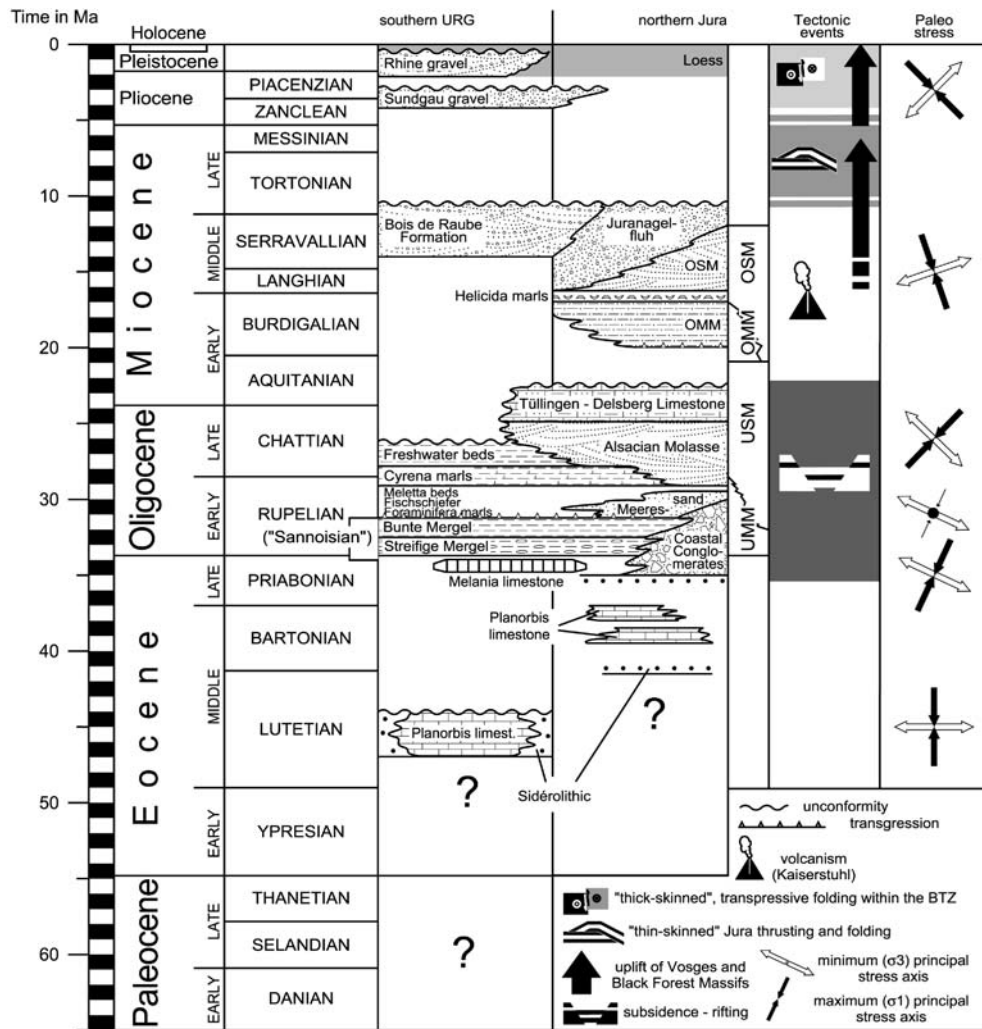 Time in Ma
southern URG
northern Jura
Tectonic
events
Paleo
stress
Holocene
0
Pleistocene
Rhine gravel
Loess
Pliocene
PIACENZIAN
Sundgau gravel
ZANCLEAN
Miocene
LATE
MESSINIAN
TORTONIAN
10
MIDDLE
SERRAVALLIAN
Bois de Raube
Formation
Juranagel-
fluh
OSM
OSM
LANGHIAN
Helicida marls
EARLY
BURDIGALIAN
OMM
OMM
20
AQUITANIAN
Oligocene
LATE
CHATTIAN
Tüllingen - Delsberg Limestone
USM
Alsacian Molasse
Freshwater beds
Cyrena marls
30
EARLY
RUPELIAN
("Sannoisian")
Meletta beds
Fischschiefer
Foraminifera marls
Meeres-
sand
UMM
Bunte Mergel
Streifige Mergel
Coastal
Conglo-
merates
Eocene
LATE
PRIABONIAN
Melania limestone
Planorbis
limestone
40
MIDDLE
BARTONIAN
LUTETIAN
?
Planorbis limest.
Sidérolithic
?
50
EARLY
YPRESIAN
Paleocene
LATE
THANETIAN
SELANDIAN
?
60
EARLY
DANIAN
unconformity
transgression
volcanism
(Kaiserstuhl)
"thick-skinned", transpressive folding within the BTZ
"thin-skinned" Jura thrusting and folding
uplift of Vosges and
Black Forest Massifs
subsidence - rifting
minimum (σ3) principal
stress axis
maximum (σ1) principal
stress axis